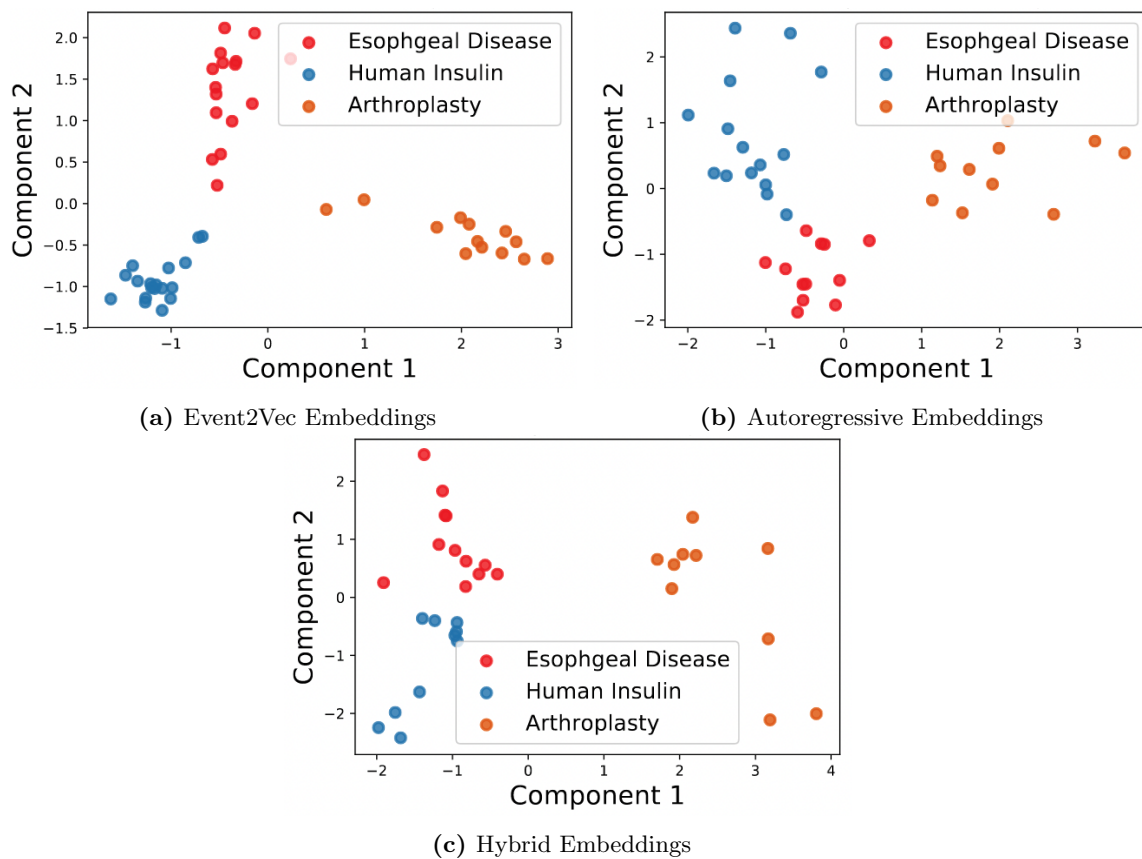 2.0
1.5
1.0
0.5
0.0
−0.5
−1.0
−1.5
Component 2
−1
0
1
2
3
Component 1
Esophgeal Disease
Human Insulin
Arthroplasty
(a) Event2Vec Embeddings
2
1
0
−1
−2
Component 2
−2
−1
0
1
2
3
Component 1
Esophgeal Disease
Human Insulin
Arthroplasty
(b) Autoregressive Embeddings
2
1
0
−1
−2
Component 2
−2
−1
0
1
2
3
4
Component 1
Esophgeal Disease
Human Insulin
Arthroplasty
(c) Hybrid Embeddings